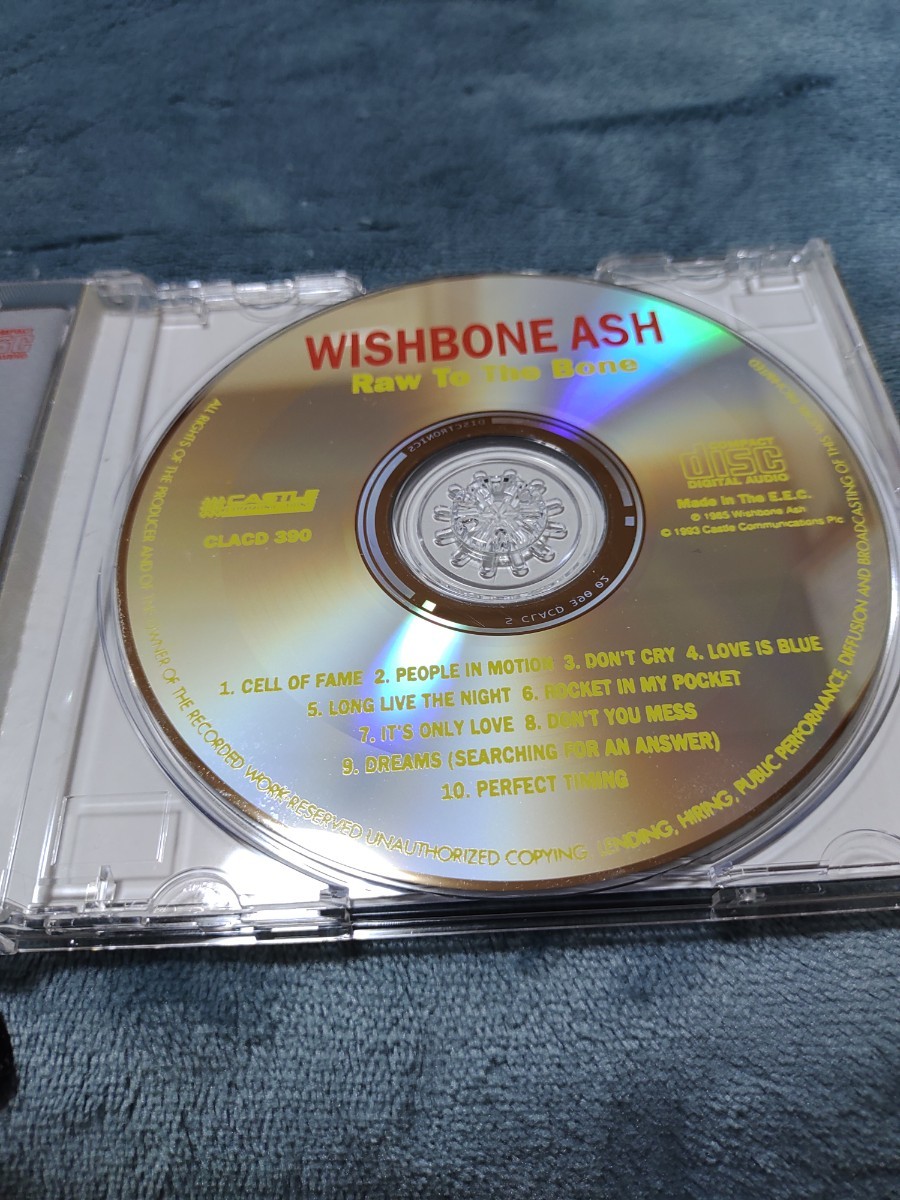 WISHBONE ASH
Raw To The Bone
CASTLE
CLACD 390
COMPACT
disc
DIGITAL AUDIO
Made in The E.E.C.
℗ 1985 Wishbone Ash
© 1993 Castle Communications Plc
DISCTRONICS
S CLACD 390 02
1. CELL OF FAME 2. PEOPLE IN MOTION 3. DON'T CRY 4. LOVE IS BLUE
5. LONG LIVE THE NIGHT 6. ROCKET IN MY POCKET
7. IT'S ONLY LOVE 8. DON'T YOU MESS
9. DREAMS (SEARCHING FOR AN ANSWER)
10. PERFECT TIMING
ALL RIGHTS OF THE PRODUCER AND OF THE OWNER OF THE RECORDED WORK RESERVED UNAUTHORIZED COPYING, LENDING, HIRING, PUBLIC PERFORMANCE, DIFFUSION AND BROADCASTING OF THIS